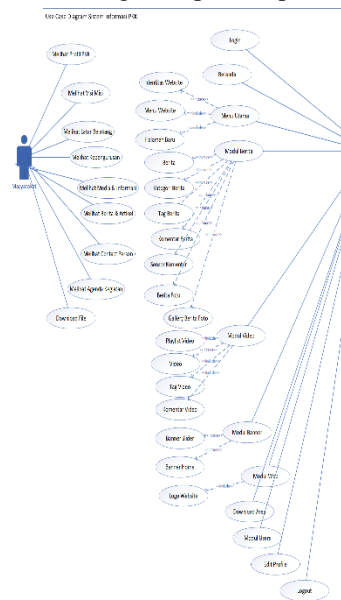 Use Case Diagram Sistem Informasi PKK
Melihat Profil PKK
Melihat Visi Misi
Melihat Latar Belakang
Melihat Kepengurusan
Melihat Media & Informasi
Melihat Berita & Artikel
Melihat Contact Person
Melihat Agenda Kegiatan
Download File
Masyarakat
Login
Beranda
Identitas Website
Menu Website
Menu Utama
Halaman Baru
Modul Berita
Berita
Kategori Berita
Tag Berita
Komentar Berita
Sensor Komentar
Berita Foto
Gallery Berita Foto
Playlist Video
Modul Video
Video
Tag Video
Komentar Video
Banner Slider
Modul Banner
Banner Home
Logo Website
Download Area
Modul Users
Edit Profile
Logout